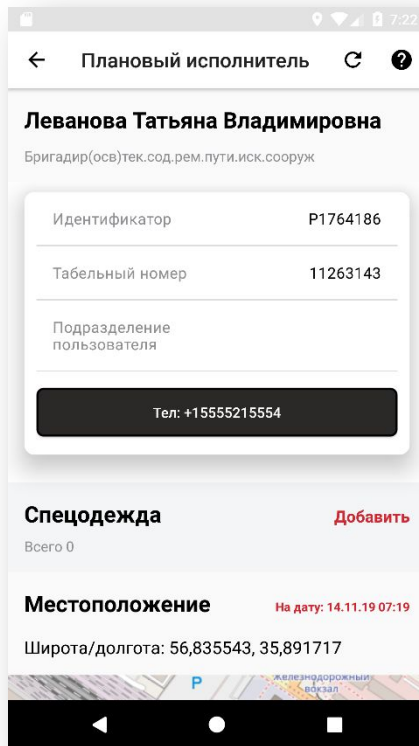 7:22
Плановый исполнитель
Леванова Татьяна Владимировна
Бригадир(осв)тек.сод.рем.пути.иск.сооруж
Идентификатор P1764186
Табельный номер 11263143
Подразделение
пользователя
Тел: +15555215554
Спецодежда Добавить
Всего 0
Местоположение На дату: 14.11.19 07:19
Широта/долгота: 56,835543, 35,891717
P
Железнодорожный
вокзал